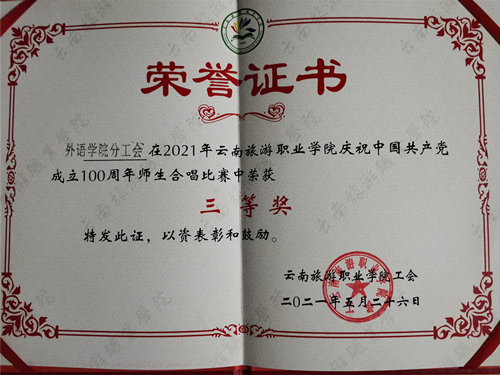 荣誉证书
外语学院分工会 在2021年云南旅游职业学院庆祝中国共产党
成立100周年师生合唱比赛中荣获
三等奖
特发此证,以资表彰和鼓励。
云南旅游职业学院工会
二〇二一年五月二十六日